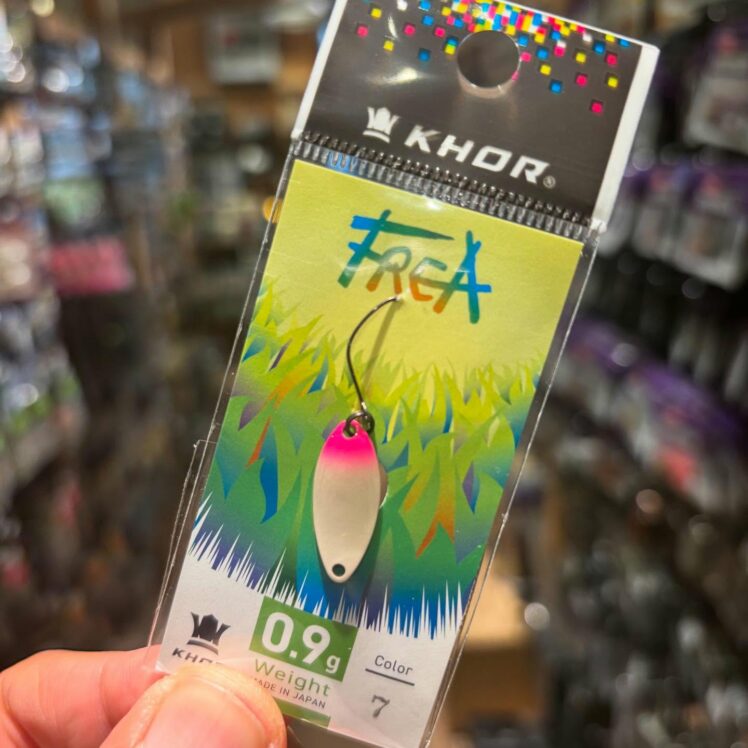 KHOR®
FREA
0.9g
Weight
MADE IN JAPAN
KHOR
Color
7